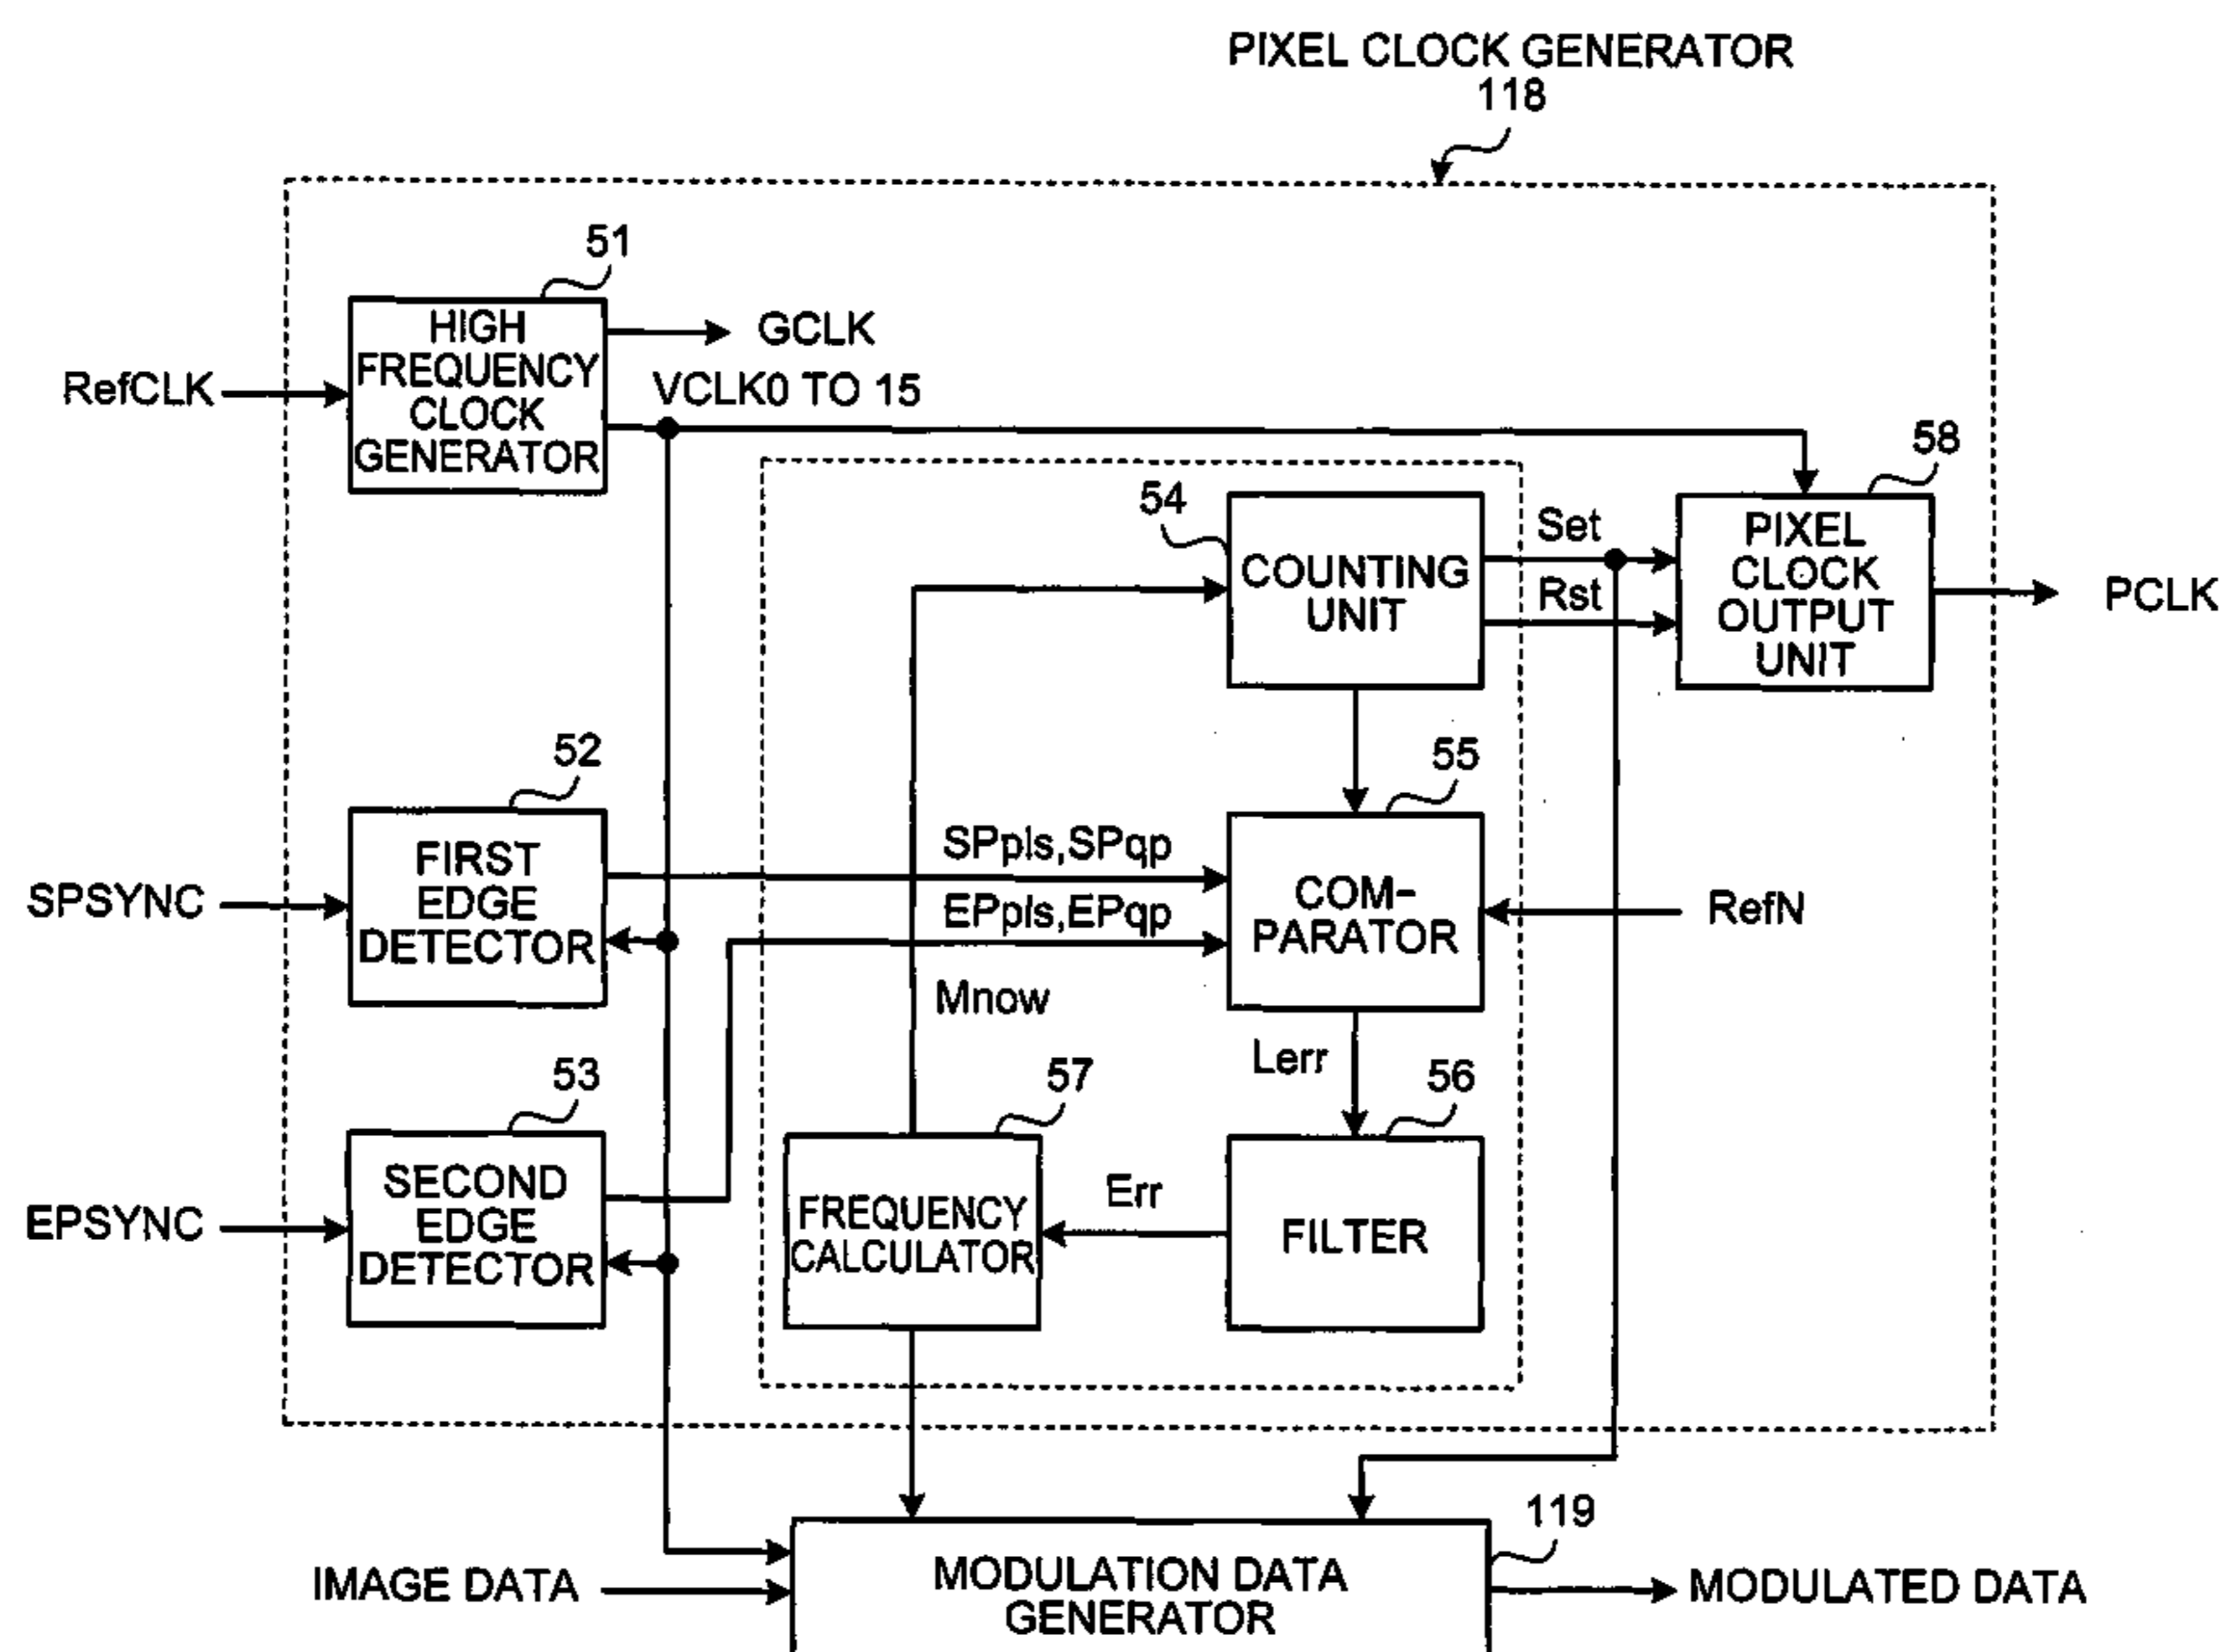 PIXEL CLOCK GENERATOR
118
51
HIGH
FREQUENCY
CLOCK
GENERATOR
GCLK
RefCLK
VCLK0 TO 15
58
54
Set
PIXEL
CLOCK
OUTPUT
UNIT
COUNTING
UNIT
Rst
PCLK
52
55
FIRST
EDGE
DETECTOR
SPpls,SPqp
SPSYNC
EPpls,EPqp
COM-
PARATOR
RefN
Mnow
53
57
Lerr
56
SECOND
EDGE
DETECTOR
EPSYNC
FREQUENCY
CALCULATOR
Err
FILTER
119
IMAGE DATA
MODULATION DATA
GENERATOR
MODULATED DATA